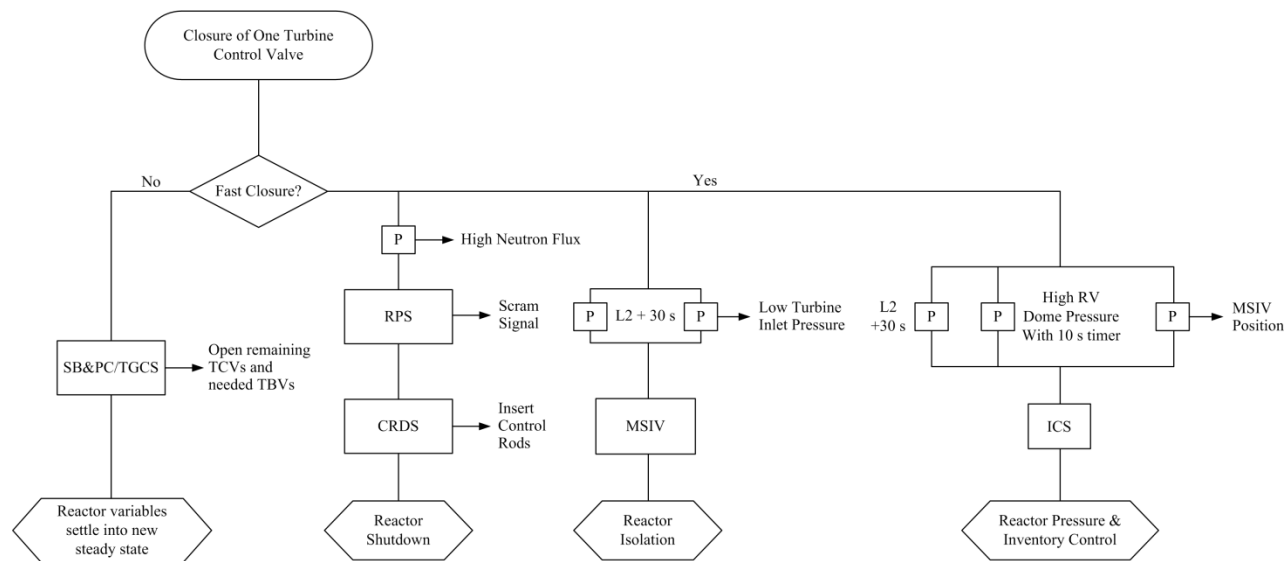 Closure of One Turbine
Control Valve
Fast Closure?
No
Yes
P
High Neutron Flux
RPS
Scram
Signal
CRDS
Insert
Control
Rods
Reactor
Shutdown
SB&PC/TGCS
Open remaining
TCVs and
needed TBVs
Reactor variables
settle into new
steady state
P
L2 + 30 s
P
Low Turbine
Inlet Pressure
MSIV
Reactor
Isolation
L2
+30 s
P
P
High RV
Dome Pressure
With 10 s timer
P
MSIV
Position
ICS
Reactor Pressure &
Inventory Control